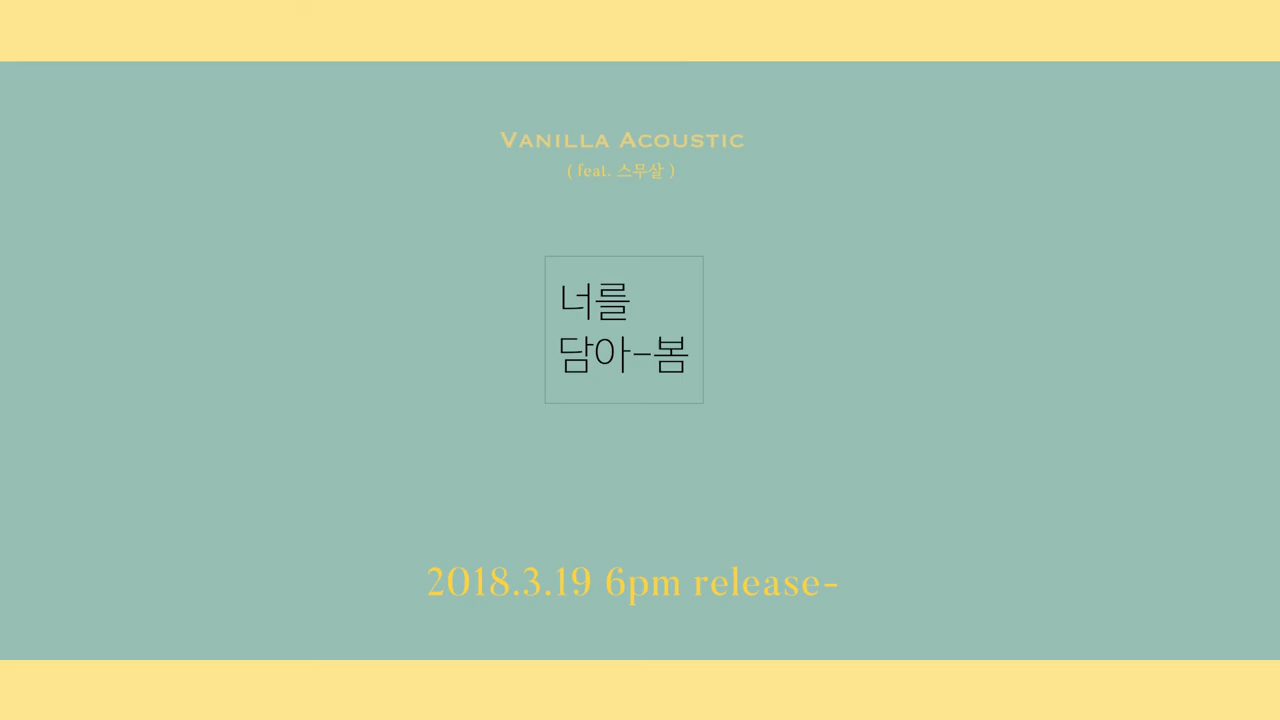 Vanilla Acoustic
( feat. 스무살 )
너를
담아-봄
2018.3.19 6pm release-